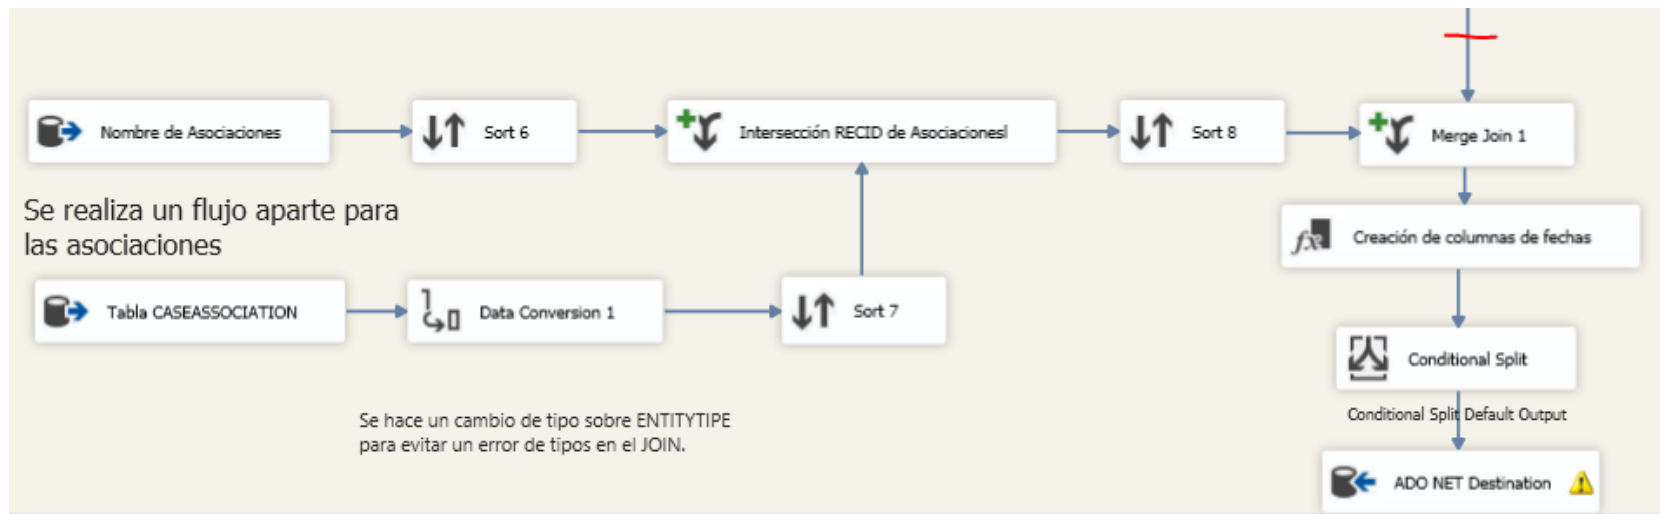 Nombre de Asociaciones
Sort 6
Intersección RECID de Asociacionesl
Sort 8
Merge Join 1
Se realiza un flujo aparte para
las asociaciones
Creación de columnas de fechas
Tabla CASEASSOCIATION
Data Conversion 1
Sort 7
Conditional Split
Conditional Split Default Output
Se hace un cambio de tipo sobre ENTITYTIPE
para evitar un error de tipos en el JOIN.
ADO NET Destination